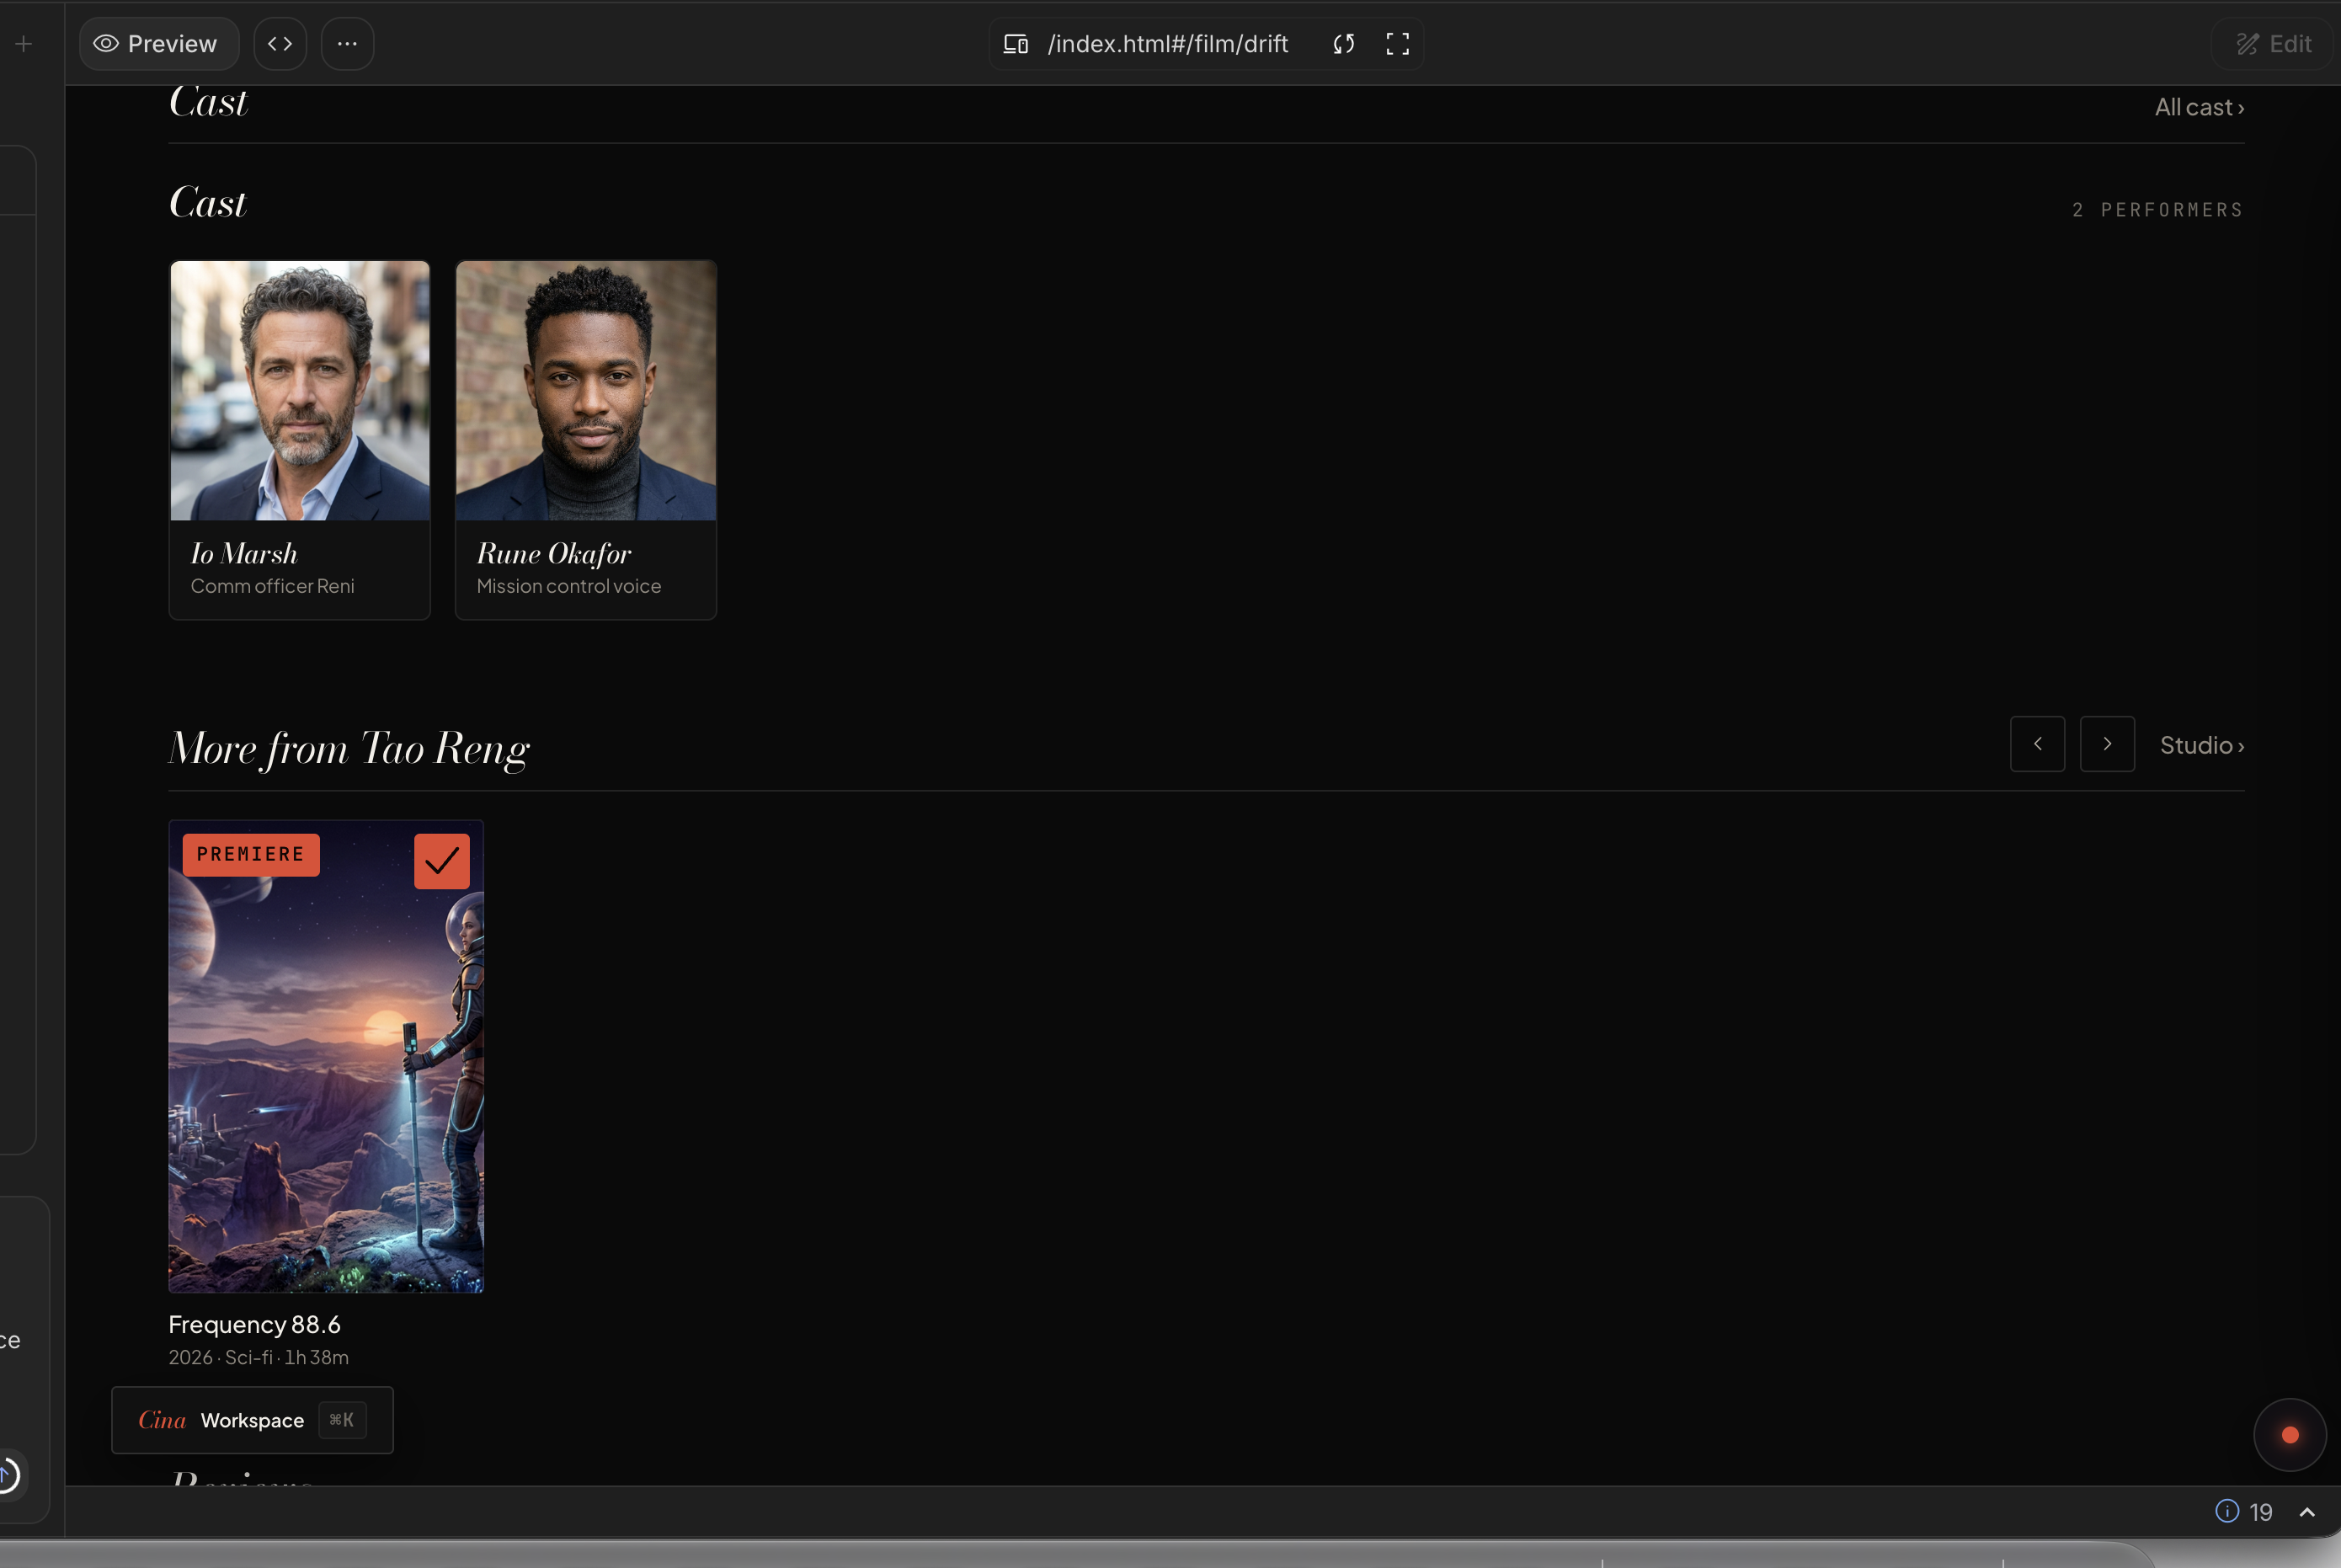 Preview
/index.html#/film/drift
Edit
Cast
All cast ›
Cast
2 PERFORMERS
Io Marsh
Comm officer Reni
Rune Okafor
Mission control voice
More from Tao Reng
Studio ›
PREMIERE
Frequency 88.6
2026 · Sci-fi · 1h 38m
ce
Cina Workspace ⌘K
19